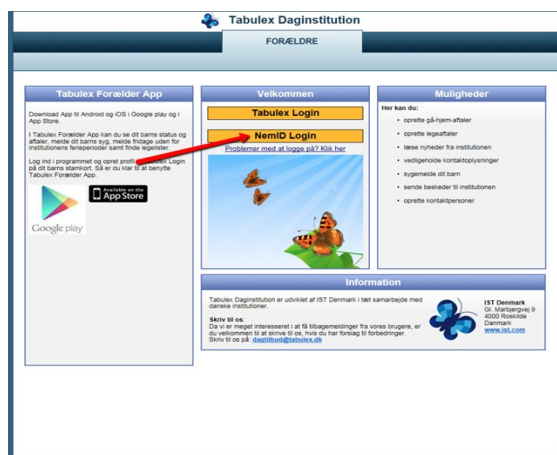 Tabulex Daginstitution
FORÆLDRE
Tabulex Forælder App
Download App til Android og iOS i Google play og i
App Store.
I Tabulex Forælder App kan du se dit barns status og
aftaler, melde dit barn syg, melde fridage uden for
institutionens ferieperioder samt finde legelister.
Log ind i programmet og opret profil Tabulex Login
på dit barns stamkort. Så er du klar til at benytte
Tabulex Forælder App.
Google play
Available on the
App Store
Velkommen
Tabulex Login
NemID Login
Problemer med at logge på? Klik her
Muligheder
Her kan du:
• oprette gå-hjem-aftaler
• oprette legeaftaler
• læse nyheder fra institutionen
• vedligeholde kontaktoplysninger
• sygemelde dit barn
• sende beskeder til institutionen
• oprette kontaktpersoner
Information
Tabulex Daginstitution er udviklet af IST Denmark i tæt samarbejde med
danske institutioner.
Skriv til os:
Da vi er meget interesseret i at få tilbagemeldinger fra vores brugere, er
du velkommen til at skrive til os, hvis du har forslag til forbedringer.
Skriv til os på: dagtilbud@tabulex.dk
IST Denmark
Gl. Marbjergvej 9
4000 Roskilde
Danmark
www.ist.com